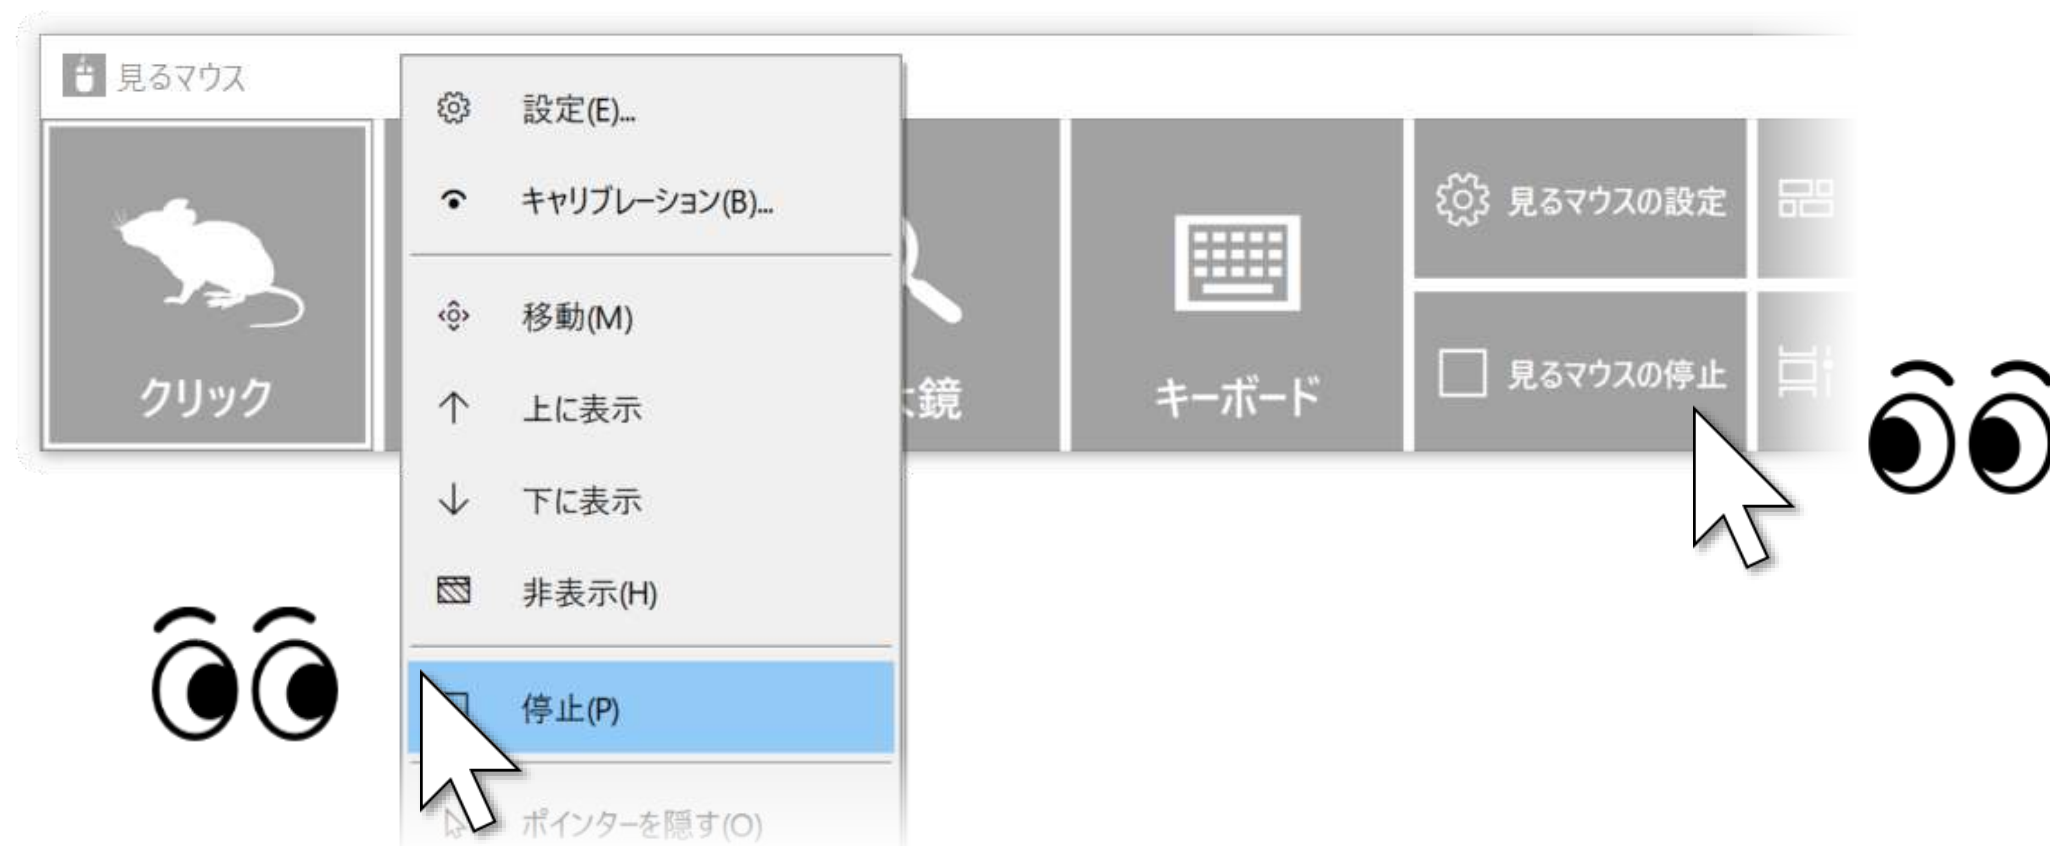 見るマウス
設定(E)...
キャリブレーション(B)...
移動(M)
上に表示
下に表示
非表示(H)
停止(P)
ポインターを隠す(O)
クリック
鏡
キーボード
見るマウスの設定
見るマウスの停止